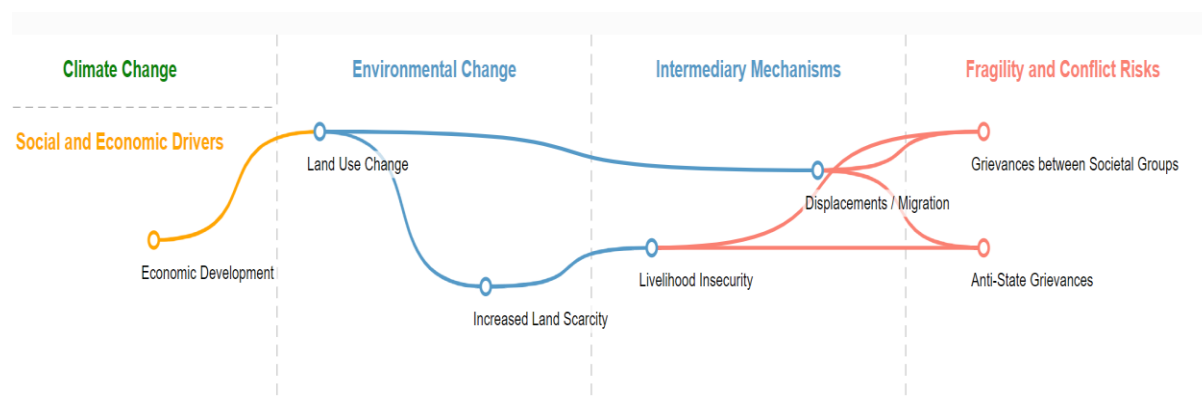 Climate Change
Environmental Change
Intermediary Mechanisms
Fragility and Conflict Risks
Social and Economic Drivers
Land Use Change
Grievances between Societal Groups
Displacements / Migration
Economic Development
Livelihood Insecurity
Anti-State Grievances
Increased Land Scarcity